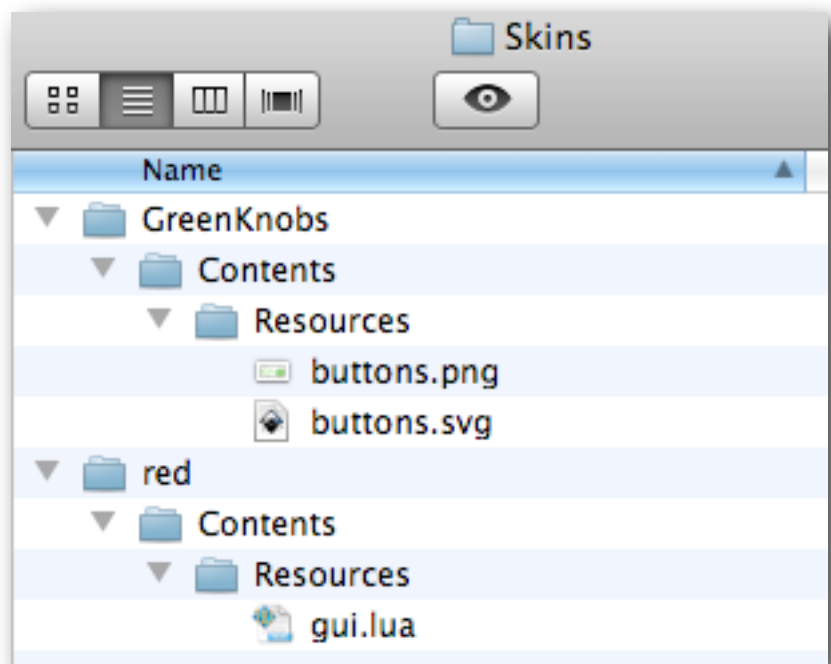 Skins
Name
GreenKnobs
Contents
Resources
buttons.png
buttons.svg
red
Contents
Resources
gui.lua